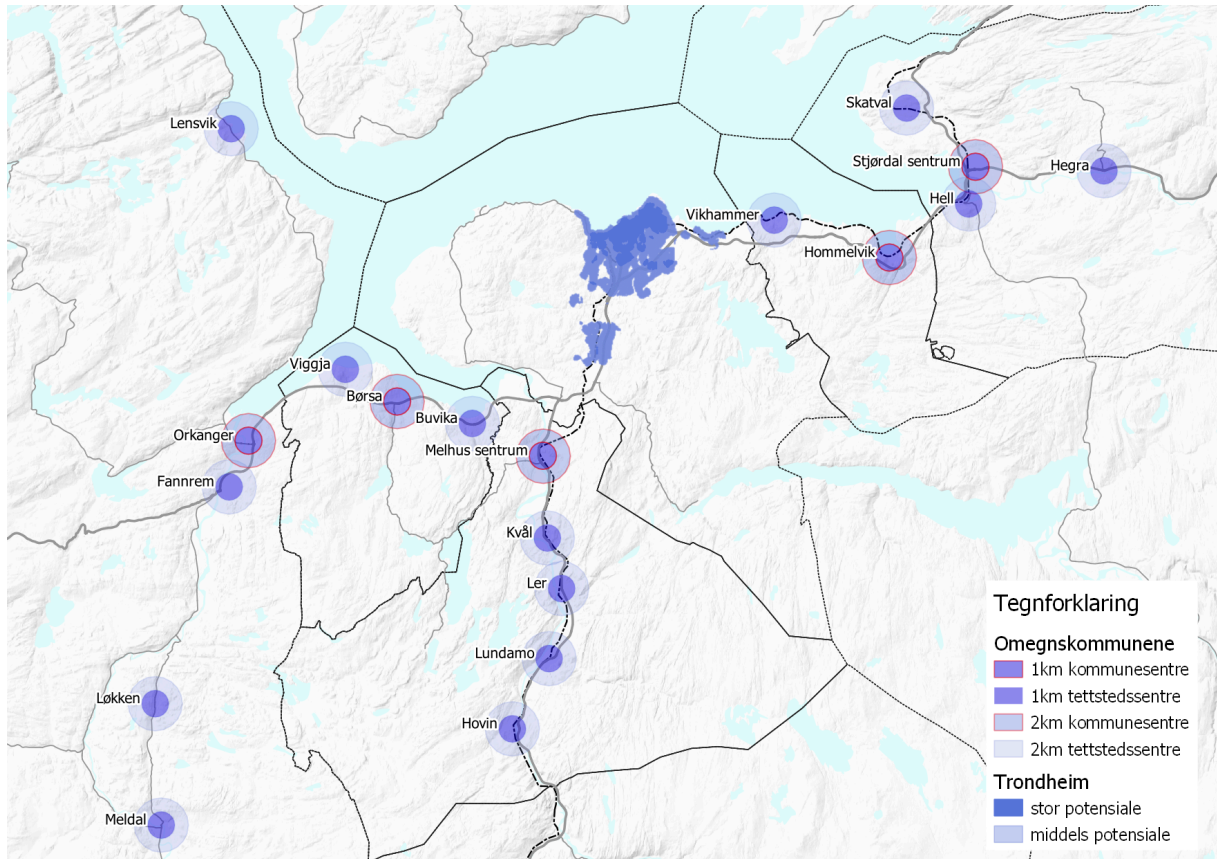 Skatval
Lensvik
Stjørdal sentrum
Hegra
Hell
Vikhammer
Hommelvik
Viggja
Børsa
Buvika
Orkanger
Melhus sentrum
Fannrem
Kvål
Ler
Lundamo
Løkken
Hovin
Meldal
Tegnforklaring
Omegnskommunene
1km kommunesentre
1km tettstedssentre
2km kommunesentre
2km tettstedssentre
Trondheim
stor potensiale
middels potensiale